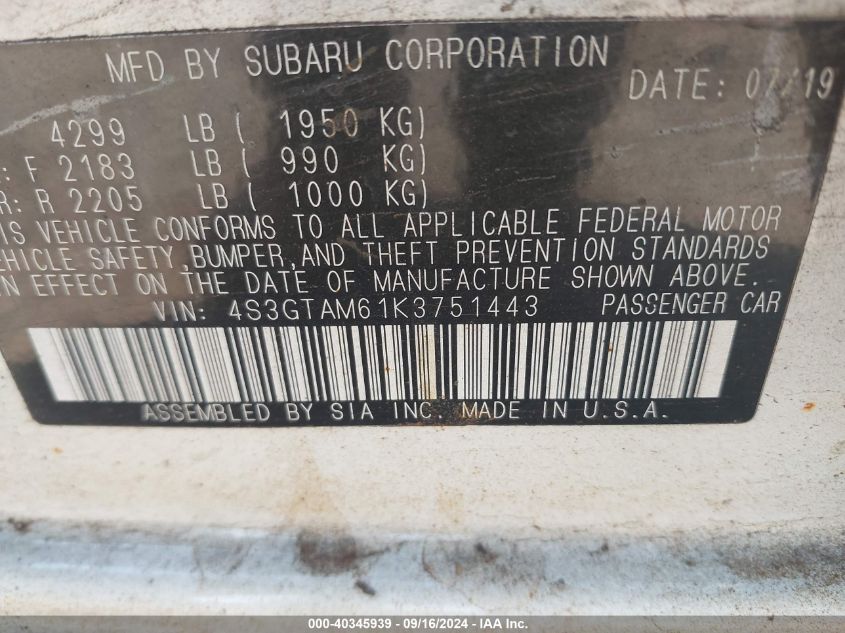 MFD BY SUBARU CORPORATION
DATE: 07/19
4299 LB ( 1950 KG)
: F 2183 LB ( 990 KG)
R: R 2205 LB ( 1000 KG)
IS VEHICLE CONFORMS TO ALL APPLICABLE FEDERAL MOTOR
EHICLE SAFETY, BUMPER, AND THEFT PREVENTION STANDARDS
N EFFECT ON THE DATE OF MANUFACTURE SHOWN ABOVE.
VIN: 4S3GTAM61K3751443 PASSENGER CAR
ASSEMBLED BY SIA INC. MADE IN U.S.A.
000-40345939 - 09/16/2024 - IAA Inc.